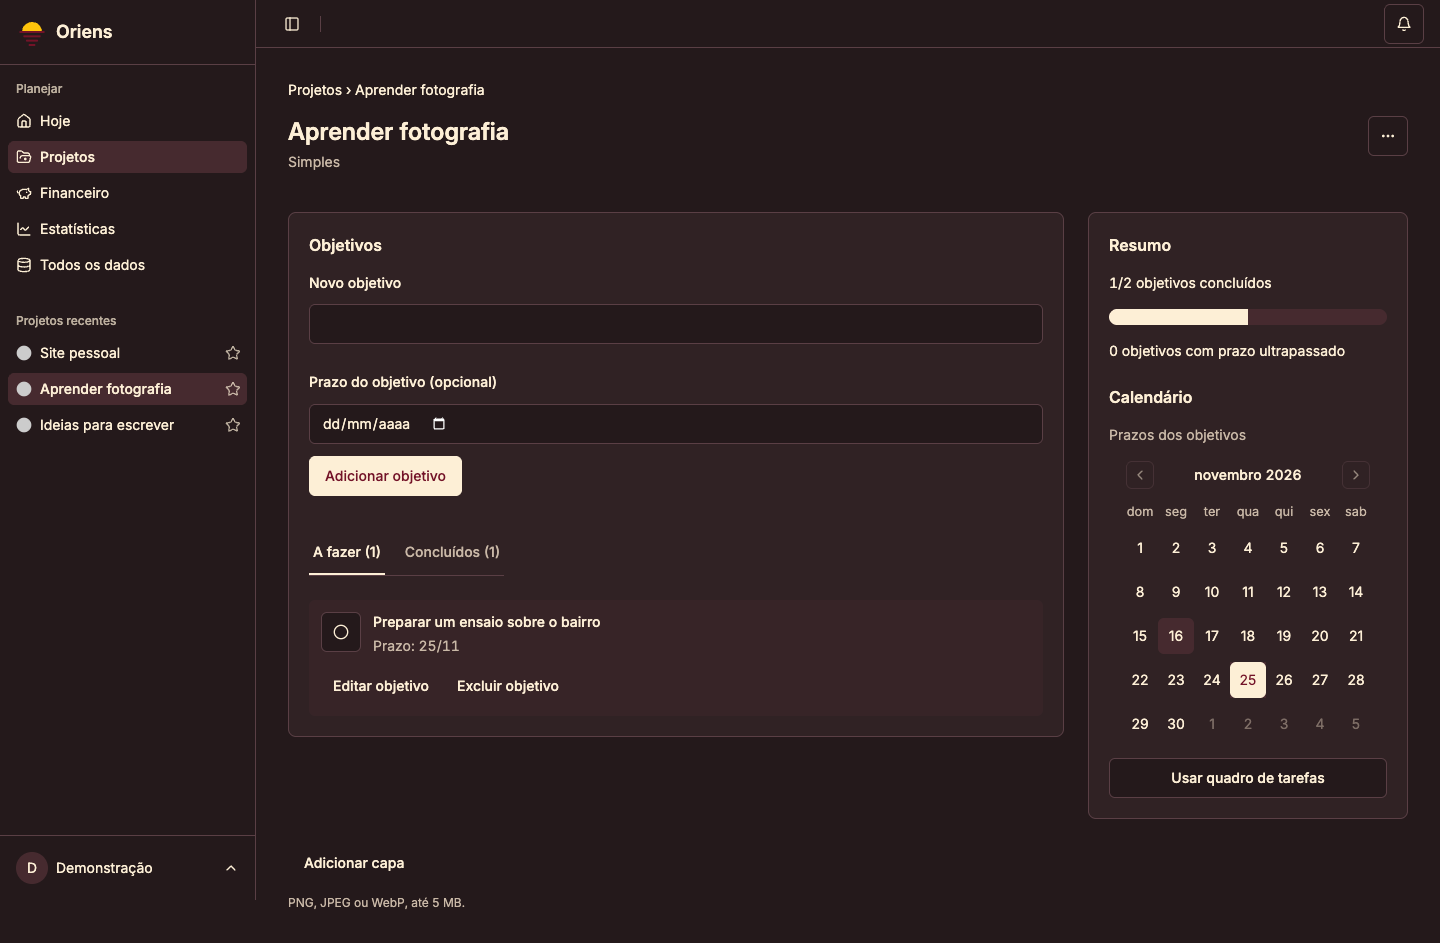 Oriens
Planejar
Hoje
Projetos
Financeiro
Estatísticas
Todos os dados
Projetos recentes
Site pessoal
Aprender fotografia
Ideias para escrever
D
Demonstração
Projetos › Aprender fotografia
Aprender fotografia
Simples
Objetivos
Novo objetivo
Prazo do objetivo (opcional)
dd/mm/aaaa
Adicionar objetivo
A fazer (1) Concluídos (1)
Preparar um ensaio sobre o bairro
Prazo: 25/11
Editar objetivo Excluir objetivo
Resumo
1/2 objetivos concluídos
0 objetivos com prazo ultrapassado
Calendário
Prazos dos objetivos
novembro 2026
dom seg ter qua qui sex sab
1 2 3 4 5 6 7
8 9 10 11 12 13 14
15 16 17 18 19 20 21
22 23 24 25 26 27 28
29 30 1 2 3 4 5
Usar quadro de tarefas
Adicionar capa
PNG, JPEG ou WebP, até 5 MB.